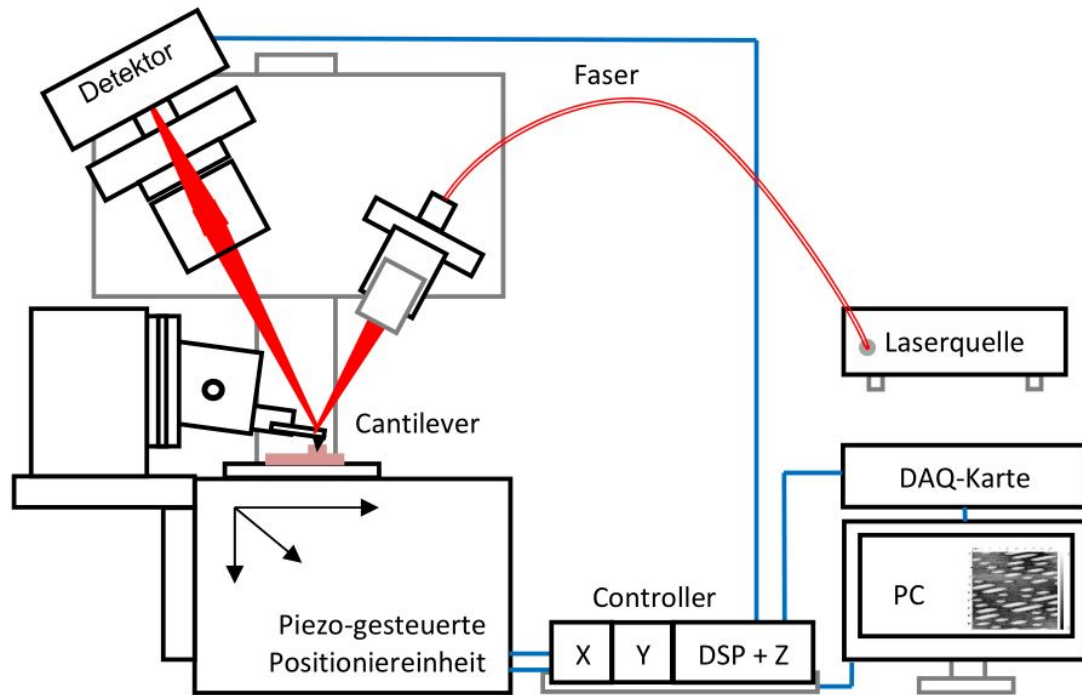 Detektor
Faser
Laserquelle
Cantilever
DAQ-Karte
PC
Controller
Piezo-gesteuerte
Positioniereinheit
X Y DSP + Z